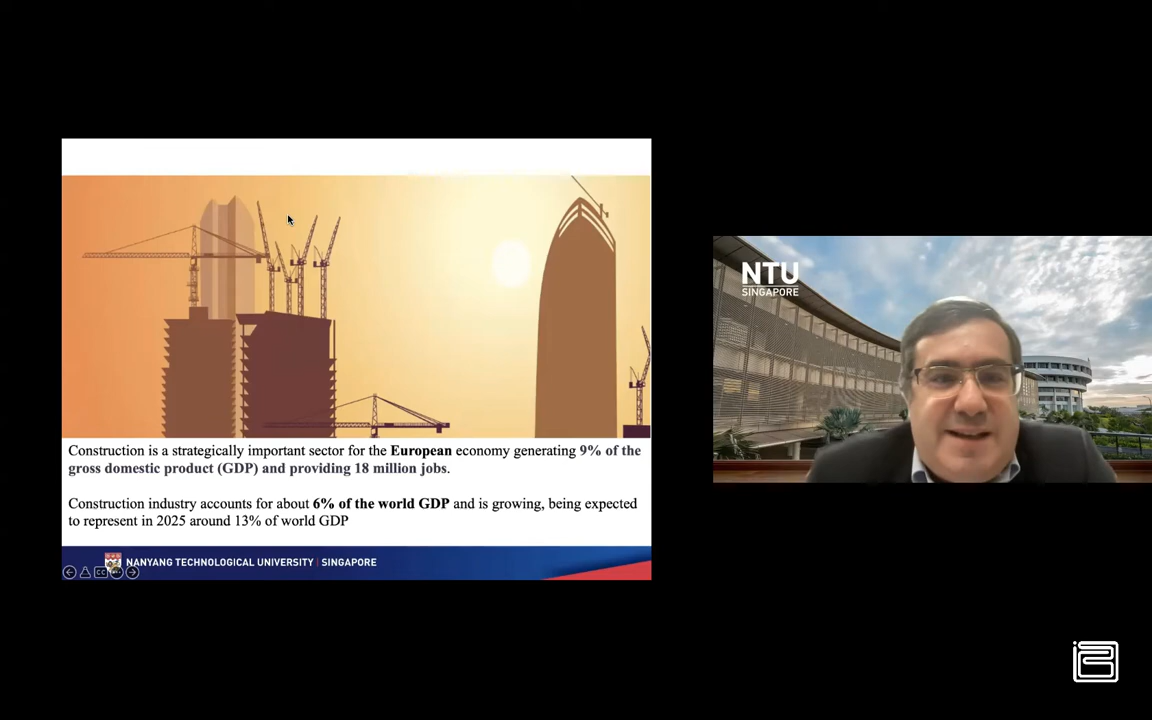 Construction is a strategically important sector for the European economy generating 9% of the
gross domestic product (GDP) and providing 18 million jobs.
Construction industry accounts for about 6% of the world GDP and is growing, being expected
to represent in 2025 around 13% of world GDP
NANYANG TECHNOLOGICAL UNIVERSITY | SINGAPORE
CC
NTU
SINGAPORE